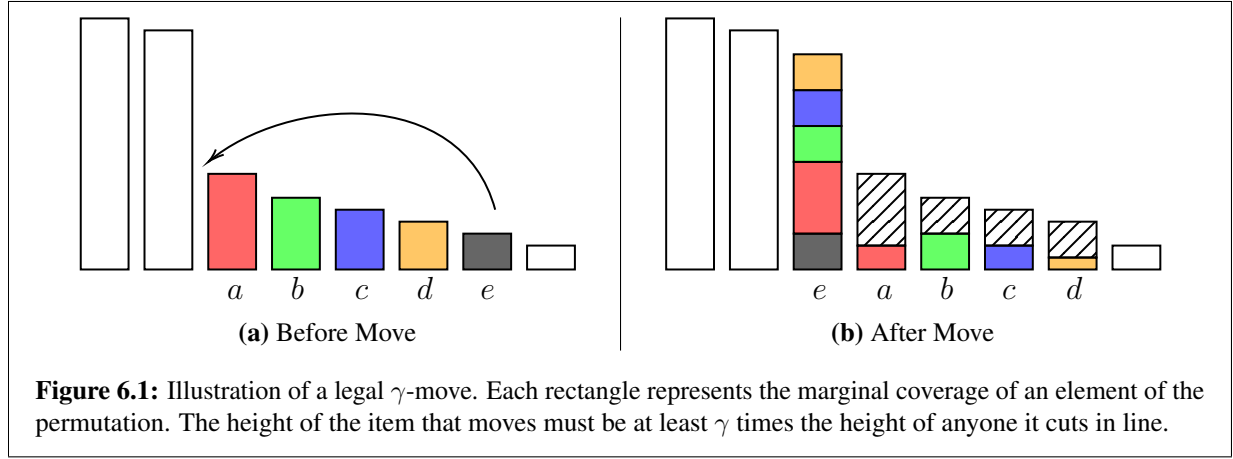 a b c d e
e a b c d
(a) Before Move
(b) After Move
Figure 6.1: Illustration of a legal γ-move. Each rectangle represents the marginal coverage of an element of the
permutation. The height of the item that moves must be at least γ times the height of anyone it cuts in line.